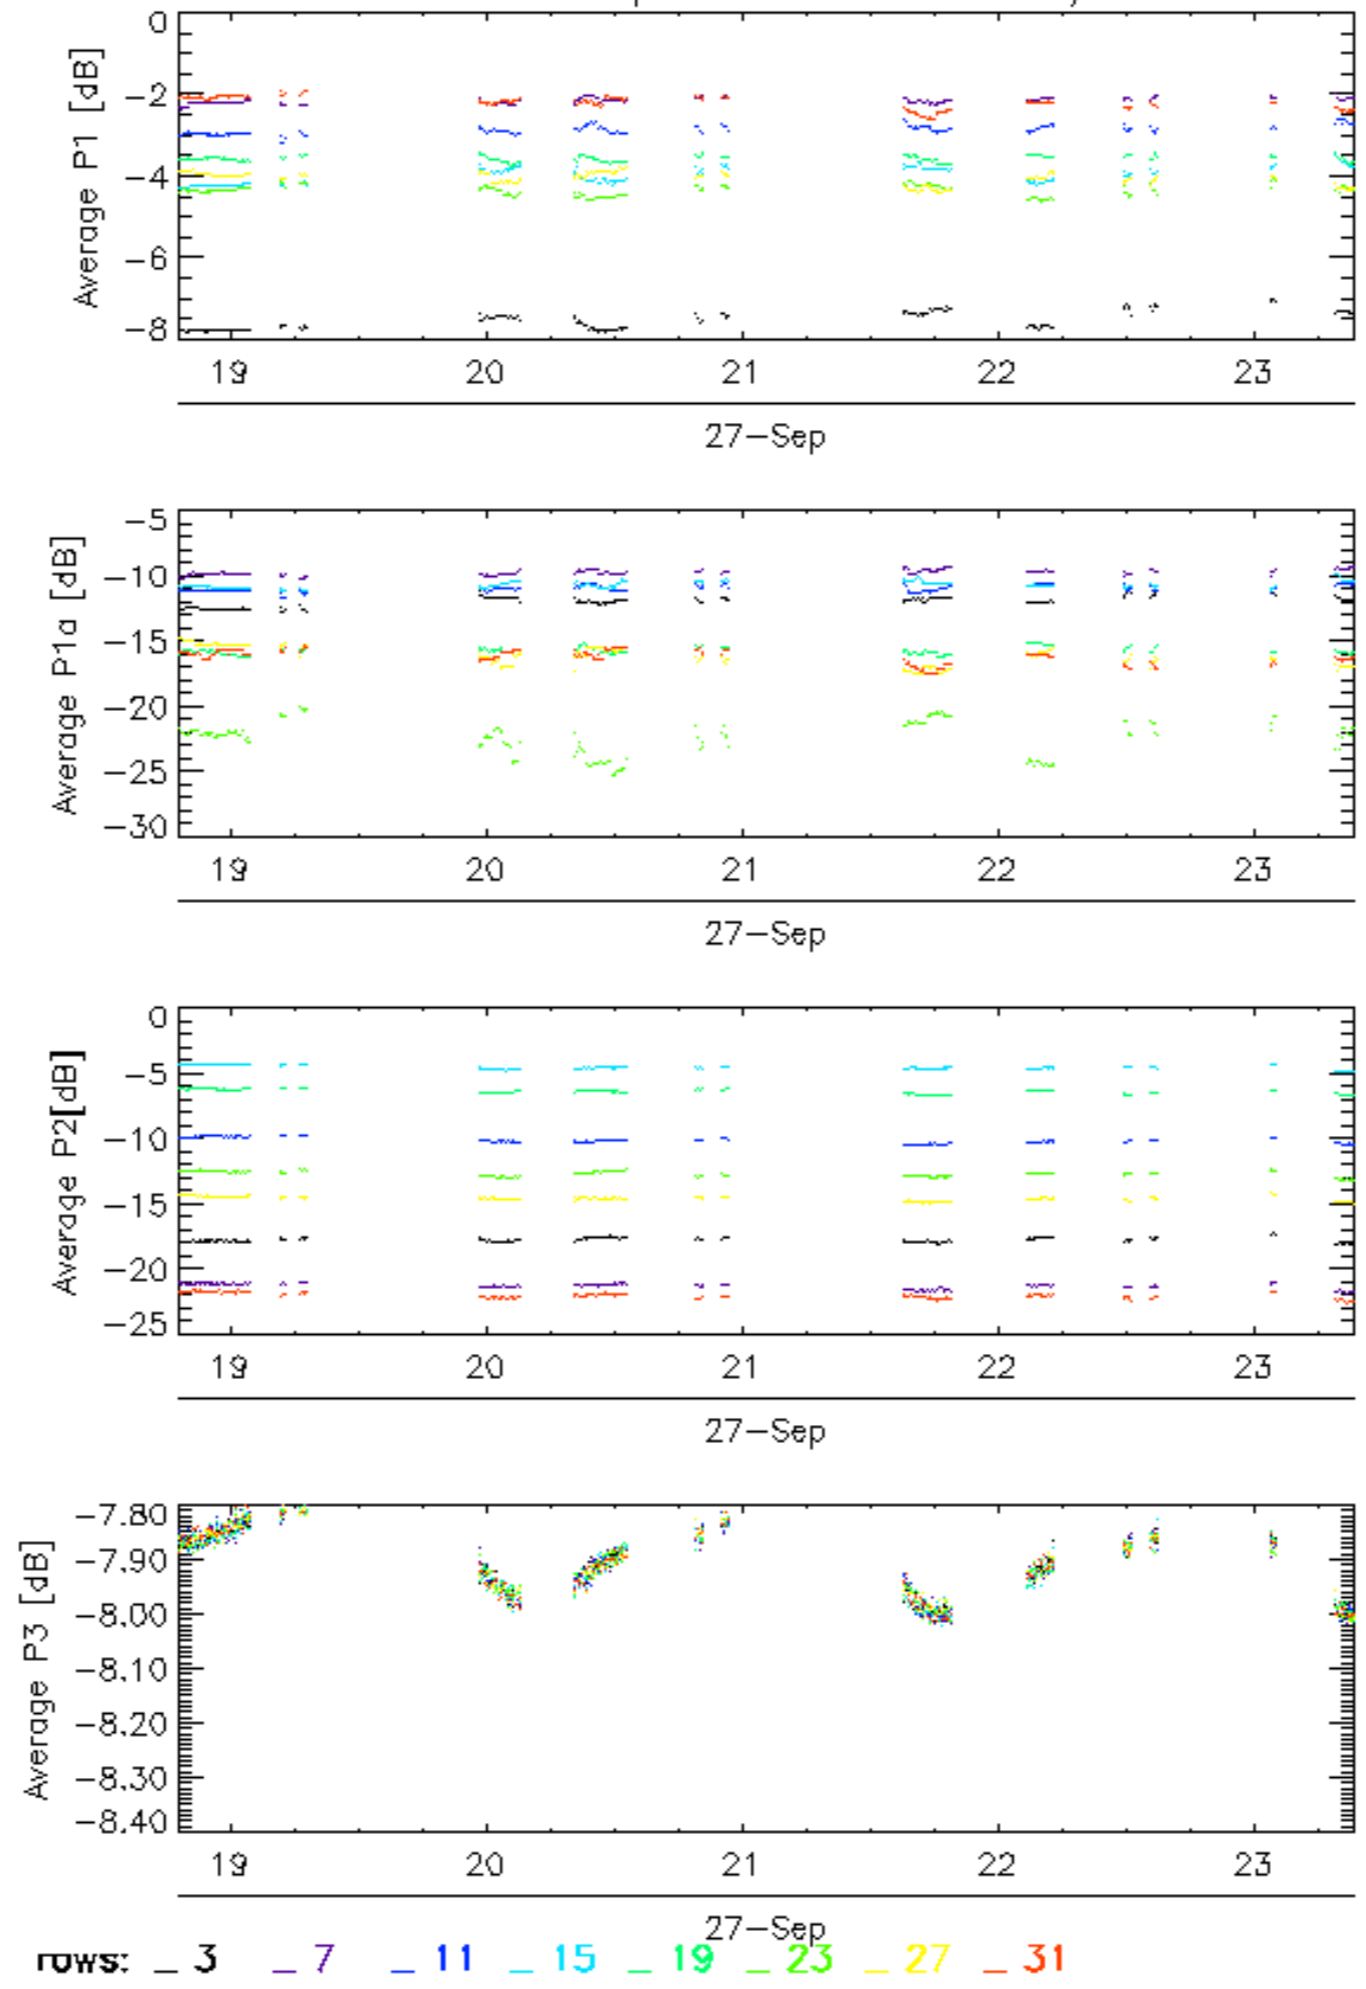 Average P1 [dB]
0
−2
−4
−6
−8
19 20 21 22 23
27−Sep
Average P1a [dB]
−5
−10
−15
−20
−25
−30
19 20 21 22 23
27−Sep
Average P2[dB]
0
−5
−10
−15
−20
−25
19 20 21 22 23
27−Sep
Average P3 [dB]
−7.80
−7.90
−8.00
−8.10
−8.20
−8.30
−8.40
19 20 21 22 23
27−Sep
rows: _ 3 _ 7 _ 11 _ 15 _ 19 _ 23 _ 27 _ 31